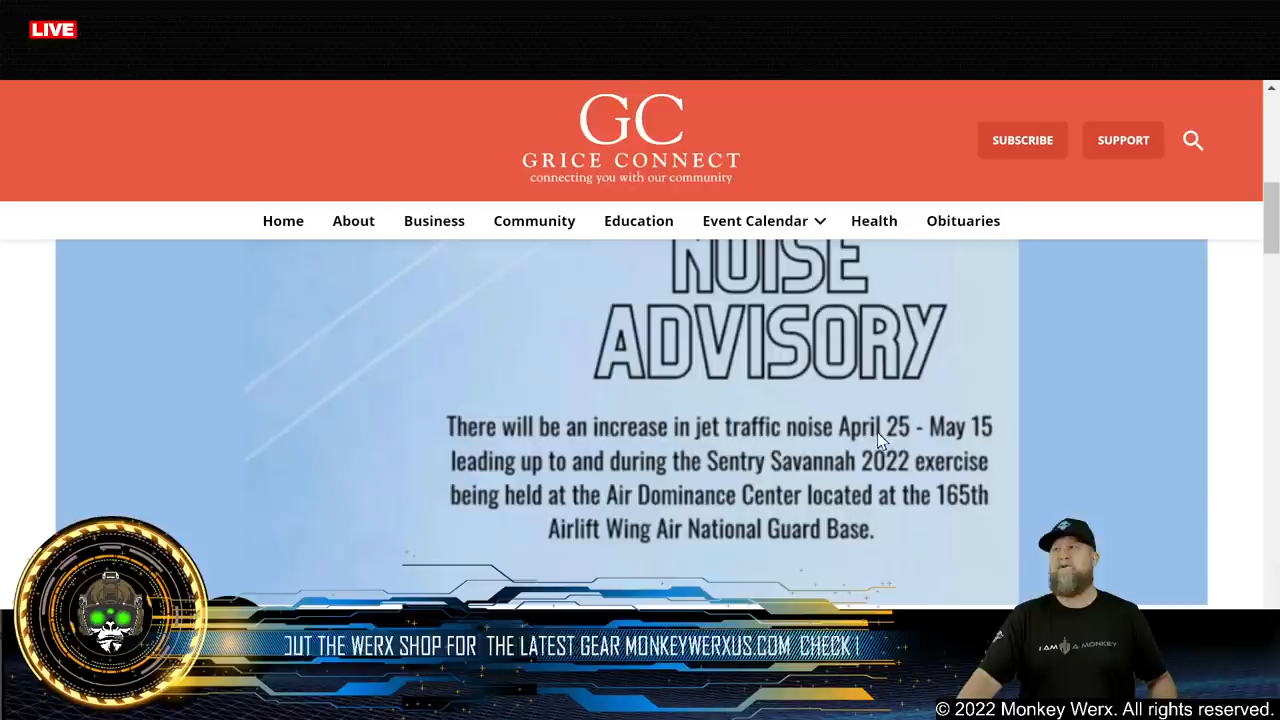 LIVE
GC
GRICE CONNECT
connecting you with our community
SUBSCRIBE
SUPPORT
Home
About
Business
Community
Education
Event Calendar
Health
Obituaries
NOISE
ADVISORY
There will be an increase in jet traffic noise April 25 - May 15
leading up to and during the Sentry Savannah 2022 exercise
being held at the Air Dominance Center located at the 165th
Airlift Wing Air National Guard Base.
OUT THE WERX SHOP FOR THE LATEST GEAR MONKEYWERXUS.COM CHECK
I AM A MONKEY
© 2022 Monkey Werx. All rights reserved.